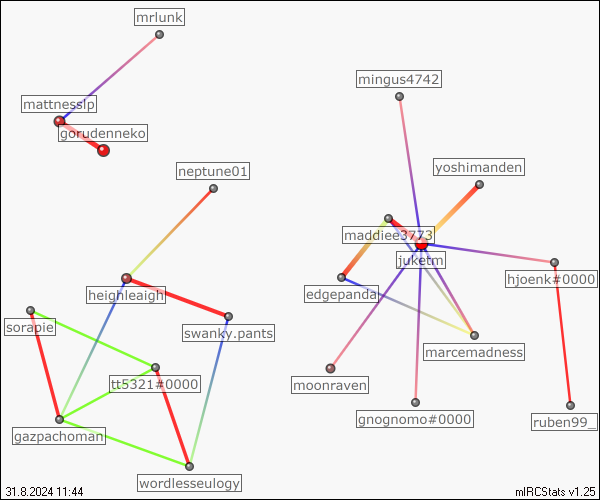 mrlunk
mingus4742
mattnesslp
gorudenneko
neptune01
yoshimanden
maddiee3773
juketm
hjoenk#0000
heignleaigh
edgepanda
sorapie
swanky.pants
marcemadness
tt5321#0000
moonraven
gnognomo#0000
ruben99_
gazpachoman
wordlesseulogy
31.8.2024 11:44
mIRCStats v1.25